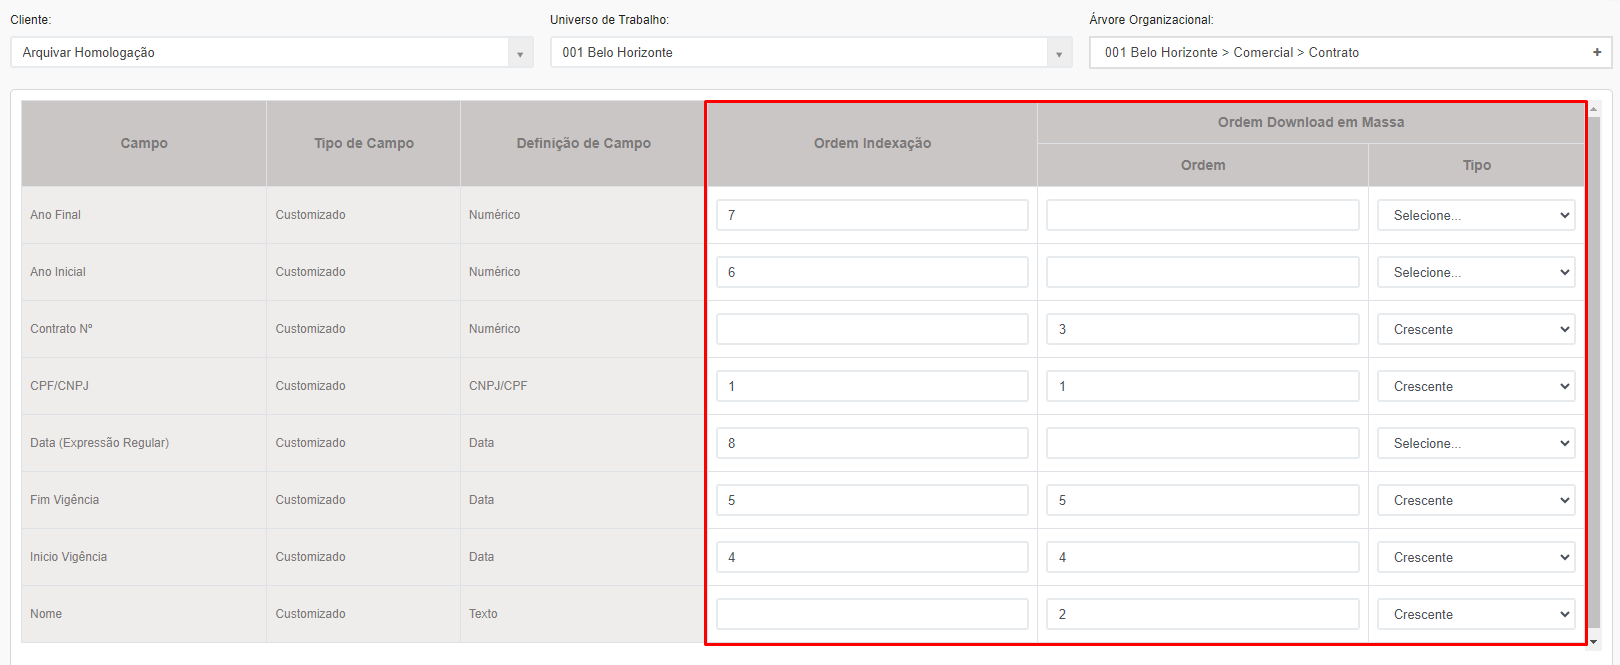 Cliente: Universo de Trabalho: Árvore Organizacional:
Arquivar Homologação 001 Belo Horizonte 001 Belo Horizonte > Comercial > Contrato +
Campo Tipo de Campo Definição de Campo Ordem Indexação Ordem Download em Massa
Ordem Tipo
Ano Final Customizado Numérico 7 Selecione...
Ano Inicial Customizado Numérico 6 Selecione...
Contrato Nº Customizado Numérico 3 Crescente
CPF/CNPJ Customizado CNPJ/CPF 1 1 Crescente
Data (Expressão Regular) Customizado Data 8 Selecione...
Fim Vigência Customizado Data 5 5 Crescente
Inicio Vigência Customizado Data 4 4 Crescente
Nome Customizado Texto 2 Crescente